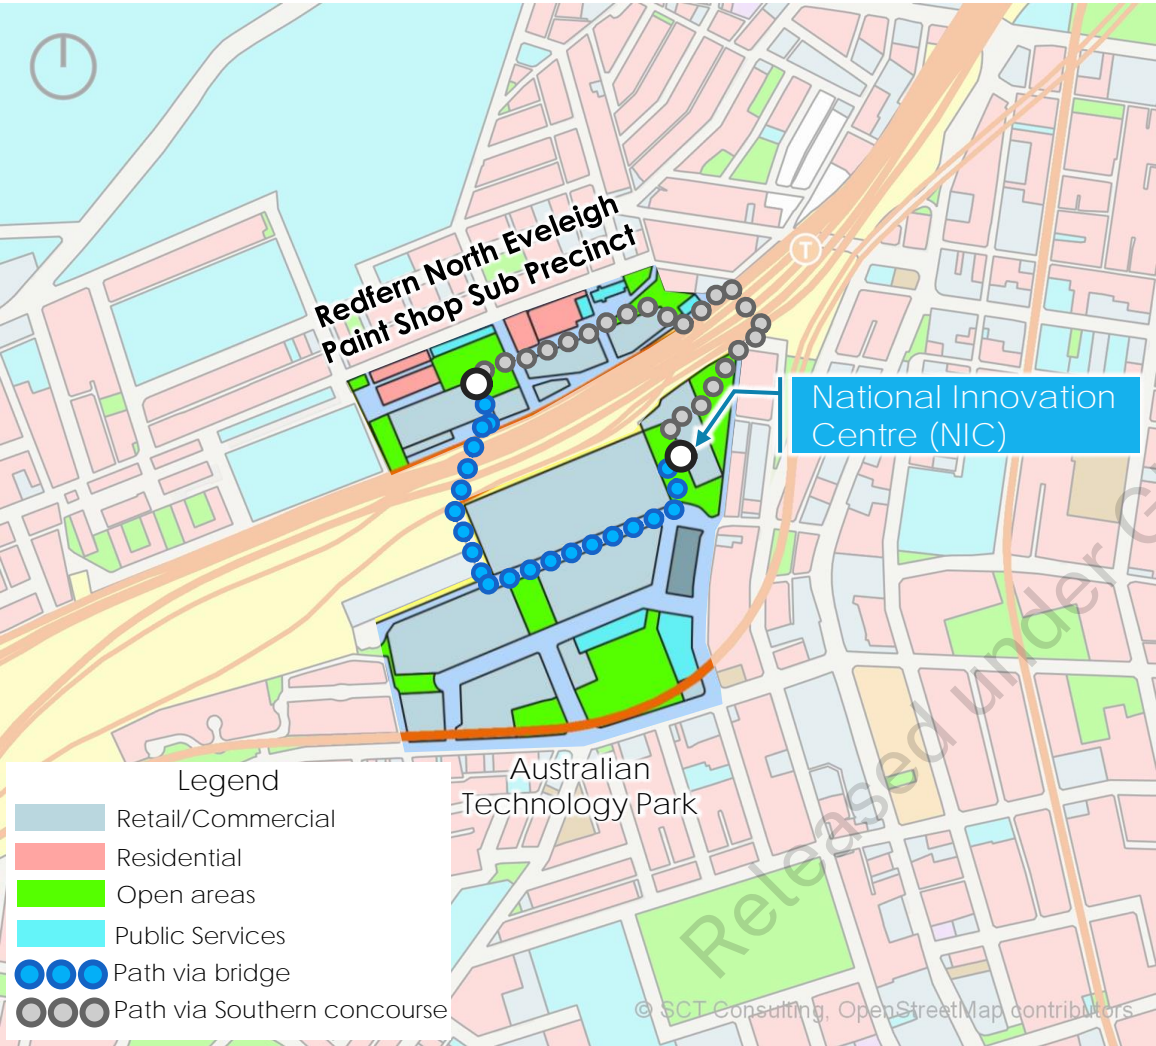 Redfern North Eveleigh
Paint Shop Sub Precinct
T
National Innovation
Centre (NIC)
Australian
Technology Park
Legend
Retail/Commercial
Residential
Open areas
Public Services
Path via bridge
Path via Southern concourse
Released under G
© SCT Consulting, OpenStreetMap contributors